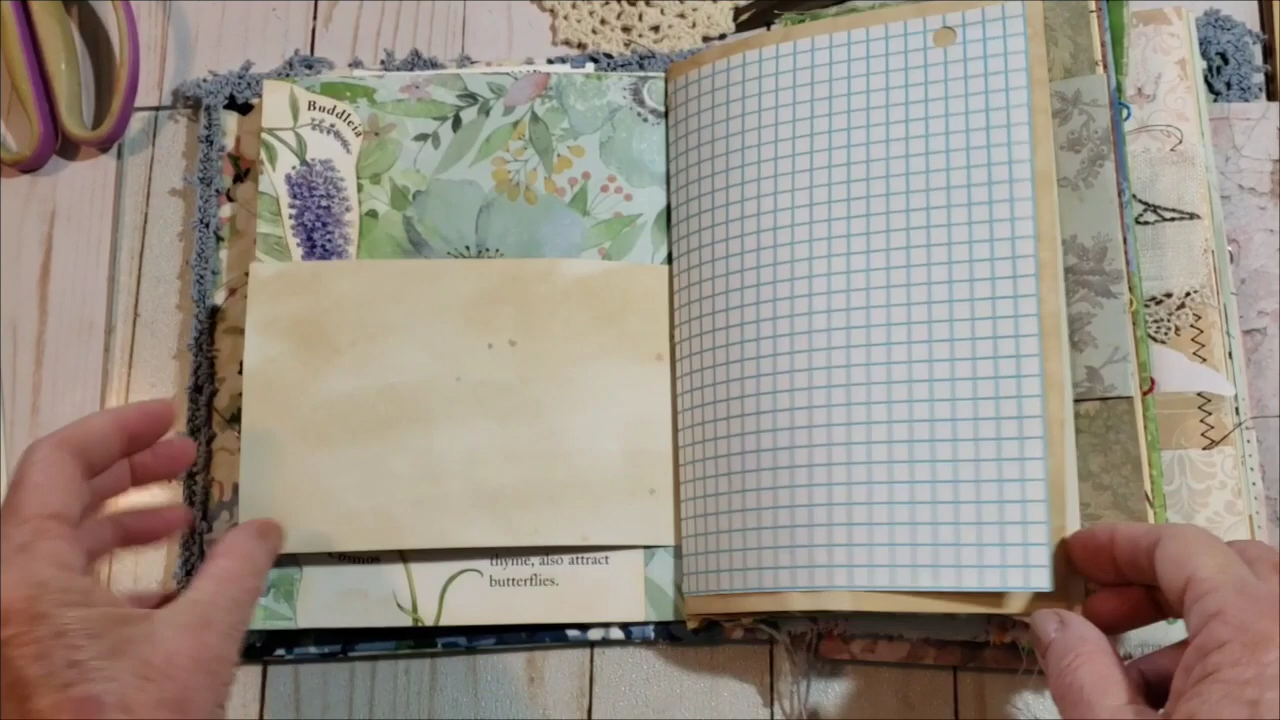 Buddleia
Cosmos
thyme, also attract
butterflies.